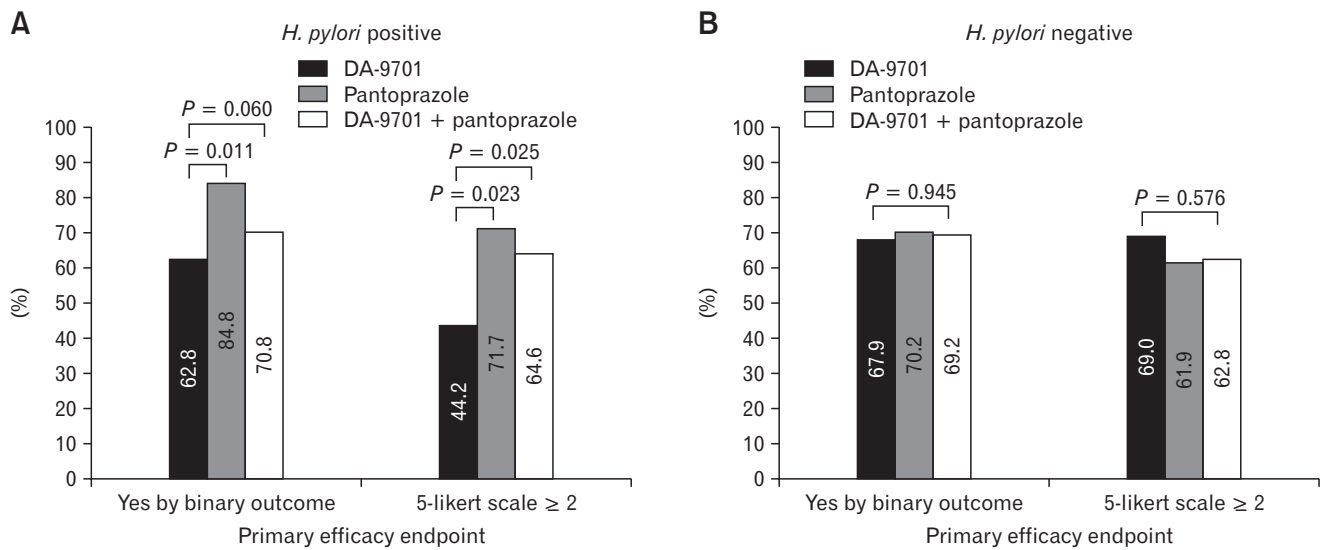 A
H. pylori positive
DA-9701
Pantoprazole
DA-9701 + pantoprazole
P = 0.060
P = 0.011
P = 0.025
P = 0.023
100
90
80
70
60
50
40
30
20
10
0
(%)
62.8
84.8
70.8
44.2
71.7
64.6
Yes by binary outcome
5-likert scale ≥ 2
Primary efficacy endpoint
B
H. pylori negative
DA-9701
Pantoprazole
DA-9701 + pantoprazole
P = 0.945
P = 0.576
100
90
80
70
60
50
40
30
20
10
0
(%)
67.9
70.2
69.2
69.0
61.9
62.8
Yes by binary outcome
5-likert scale ≥ 2
Primary efficacy endpoint